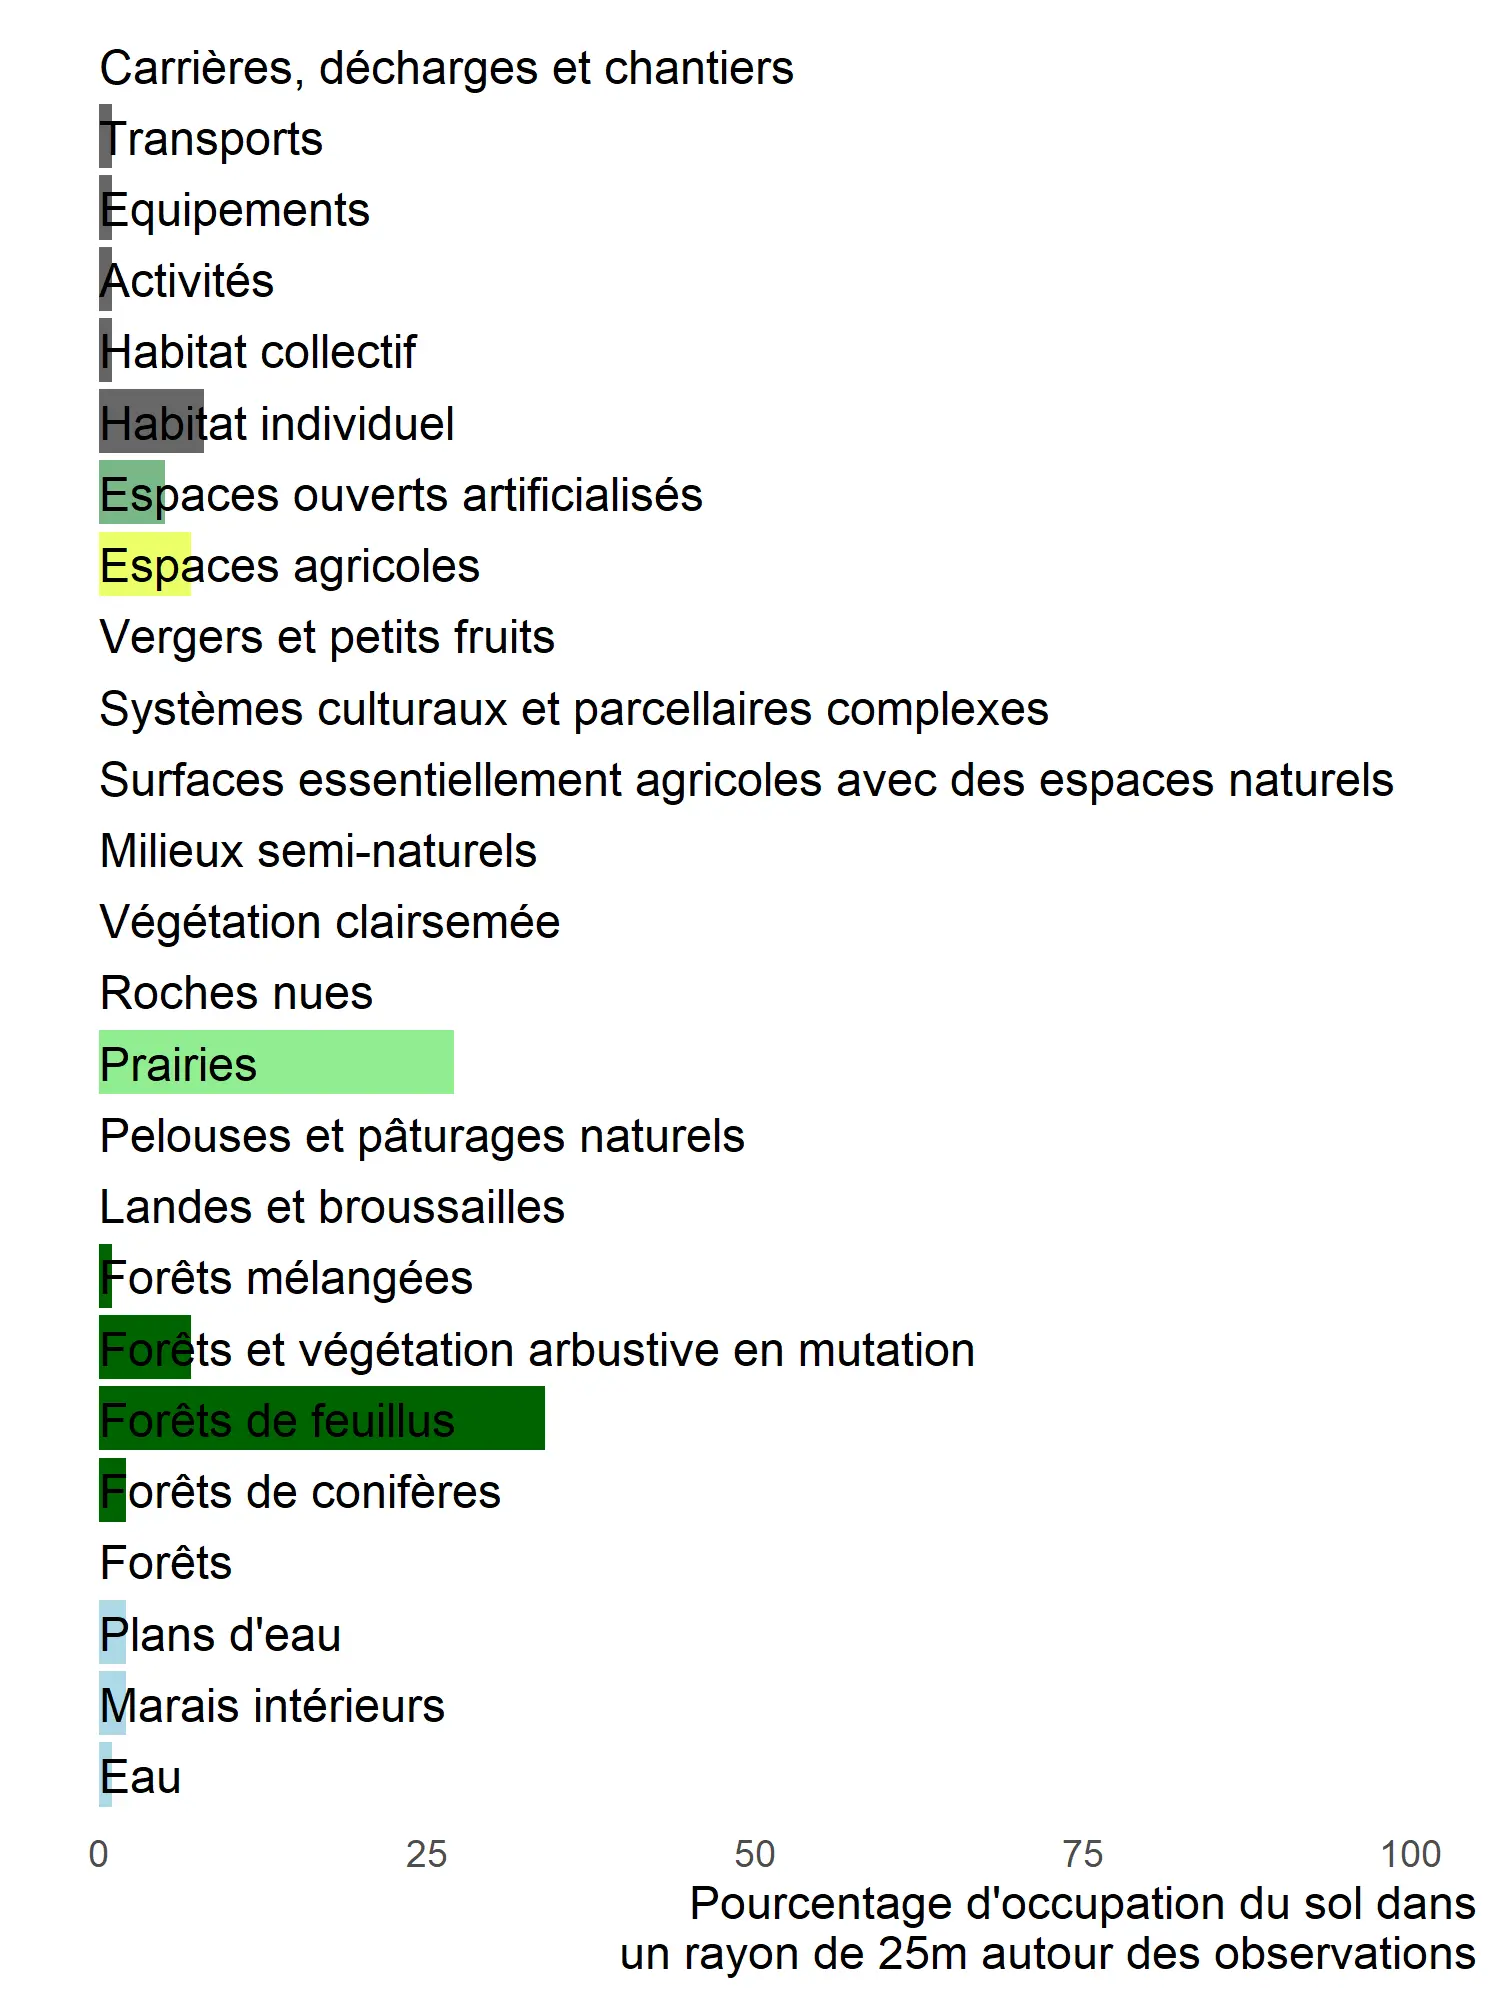 Carrières, décharges et chantiers
Transports
Equipements
Activités
Habitat collectif
Habitat individuel
Espaces ouverts artificialisés
Espaces agricoles
Vergers et petits fruits
Systèmes culturaux et parcellaires complexes
Surfaces essentiellement agricoles avec des espaces naturels
Milieux semi-naturels
Végétation clairsemée
Roches nues
Prairies
Pelouses et pâturages naturels
Landes et broussailles
Forêts mélangées
Forêts et végétation arbustive en mutation
Forêts de feuillus
Forêts de conifères
Forêts
Plans d'eau
Marais intérieurs
Eau
0 25 50 75 100
Pourcentage d'occupation du sol dans
un rayon de 25m autour des observations